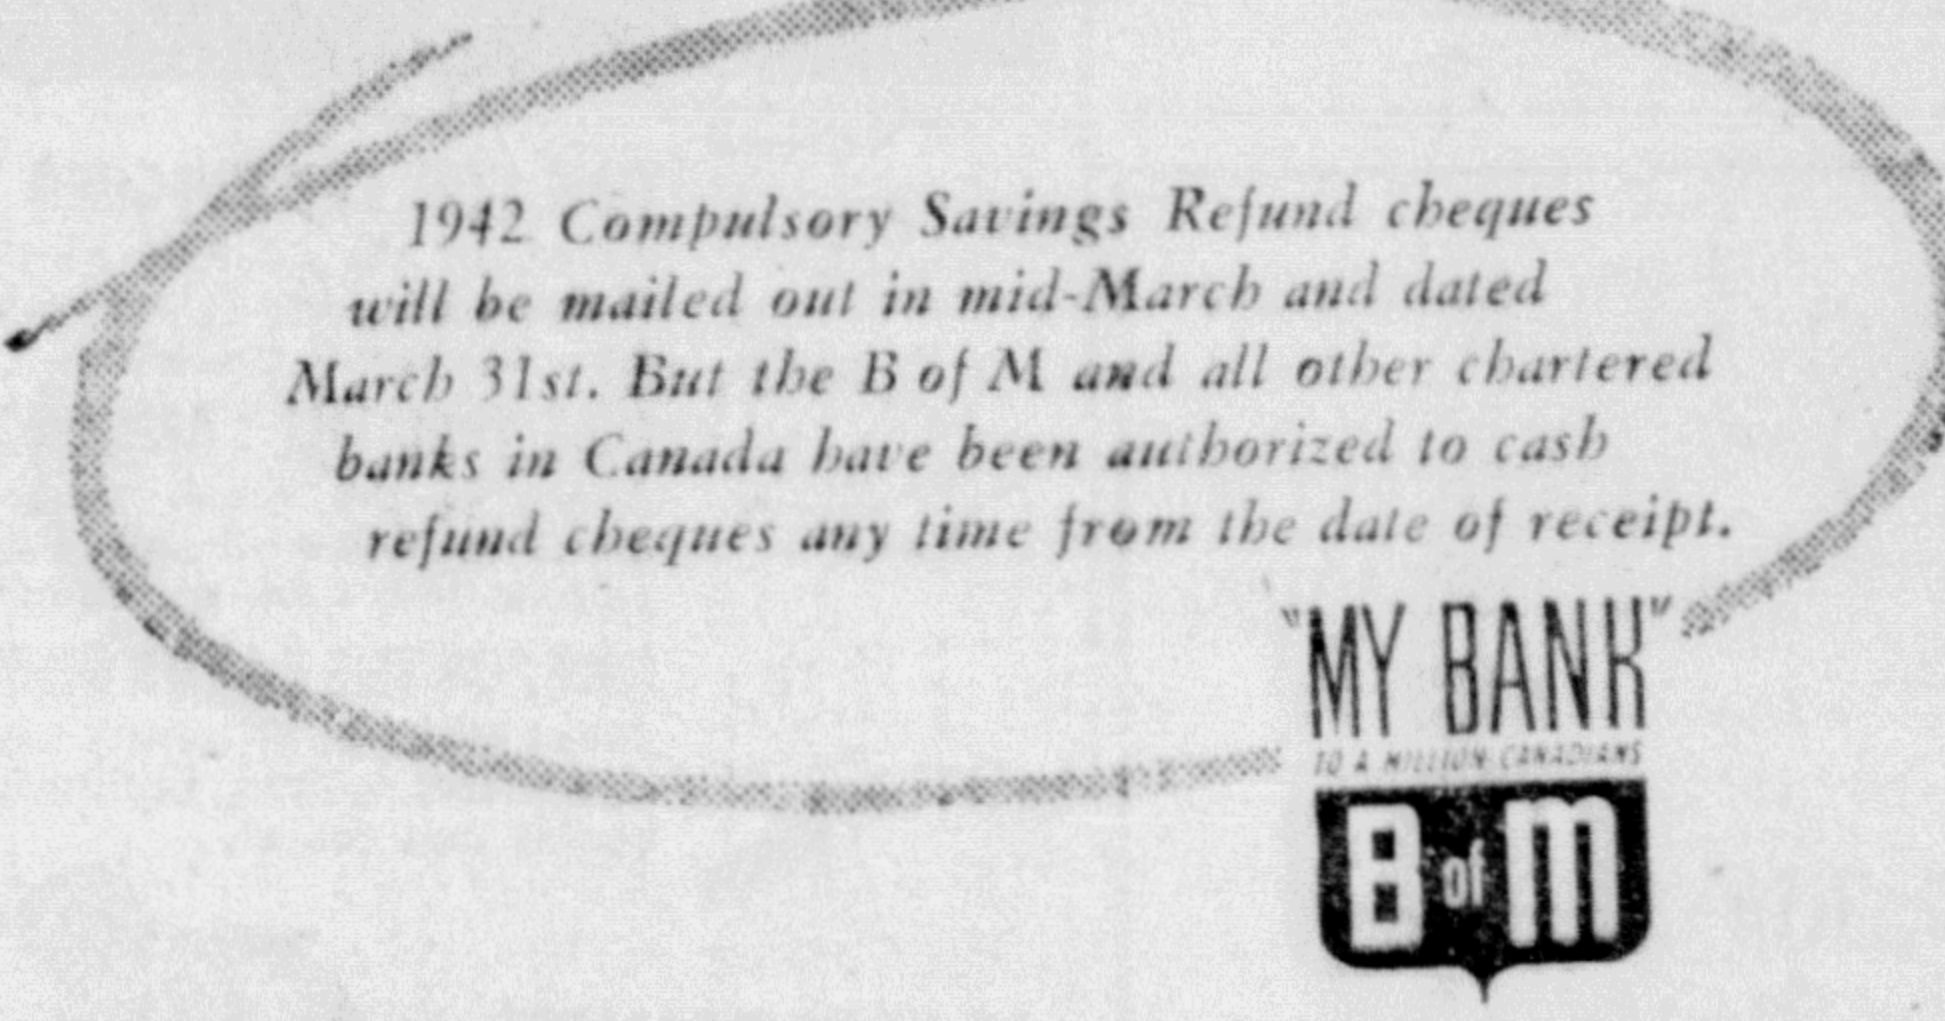 1942 Compulsory Savings Refund cheques
will be mailed out in mid-March and dated
March 31st. But the B of M and all other chartered
banks in Canada have been authorized to cash
refund cheques any time from the date of receipt.
"MY BANK"
TO A MILLION CANADIANS
B of M